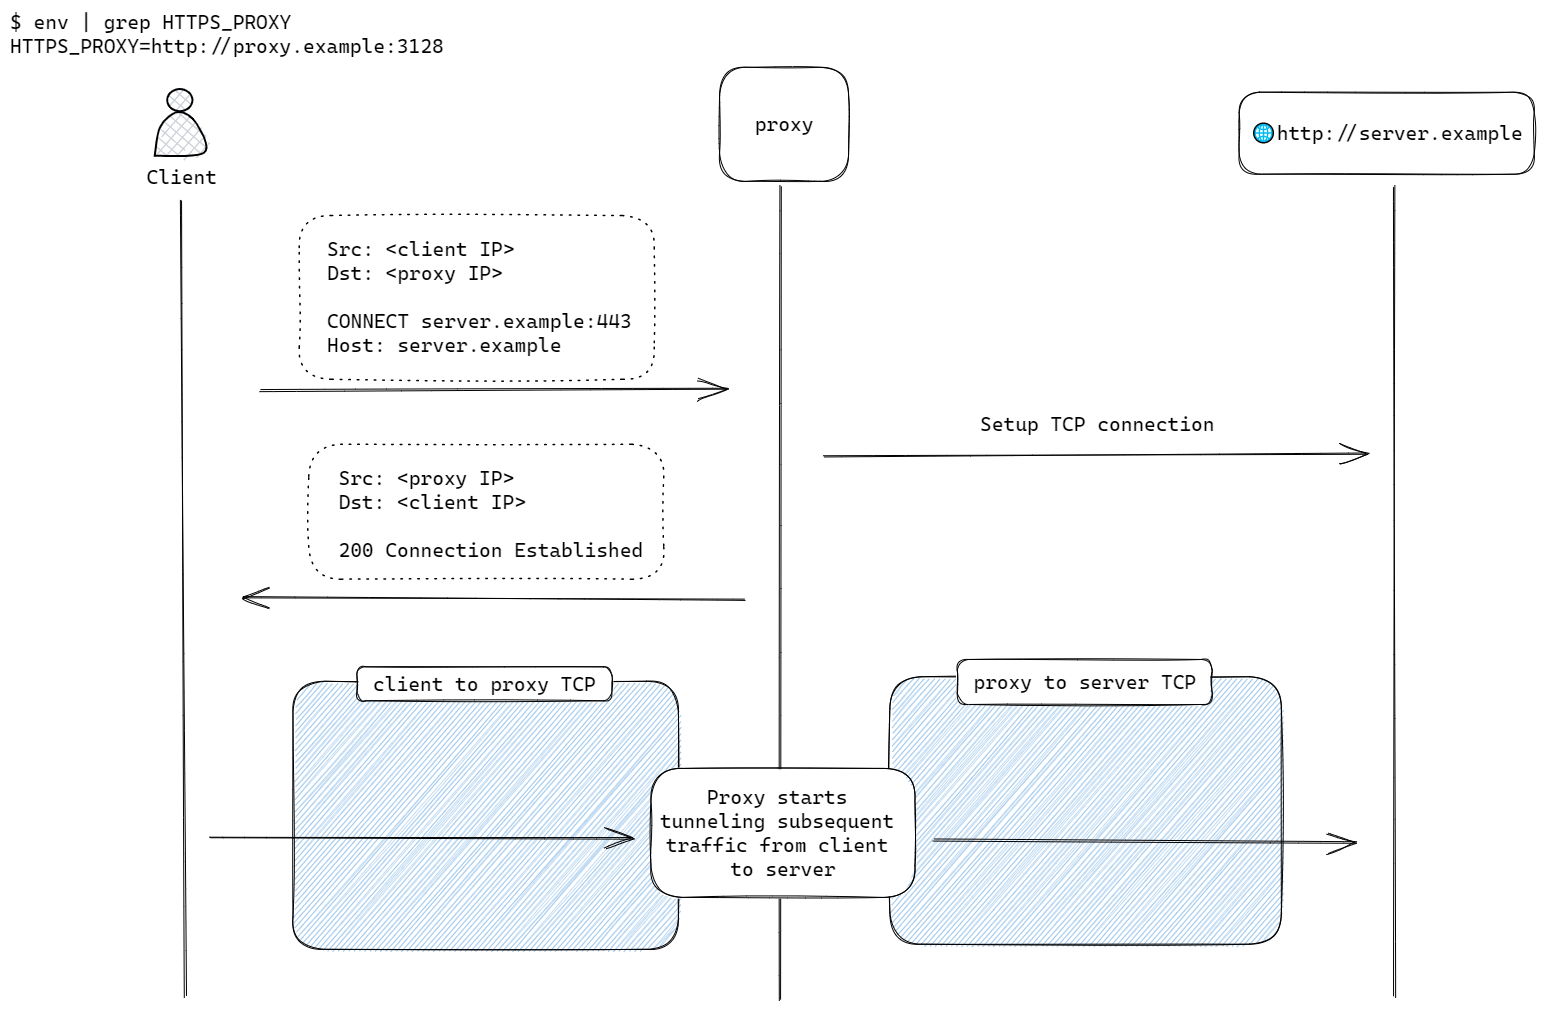 $ env | grep HTTPS_PROXY
HTTPS_PROXY=http://proxy.example:3128
proxy
http://server.example
Client
Src: <client IP>
Dst: <proxy IP>
CONNECT server.example:443
Host: server.example
Setup TCP connection
Src: <proxy IP>
Dst: <client IP>
200 Connection Established
client to proxy TCP
proxy to server TCP
Proxy starts
tunneling subsequent
traffic from client
to server